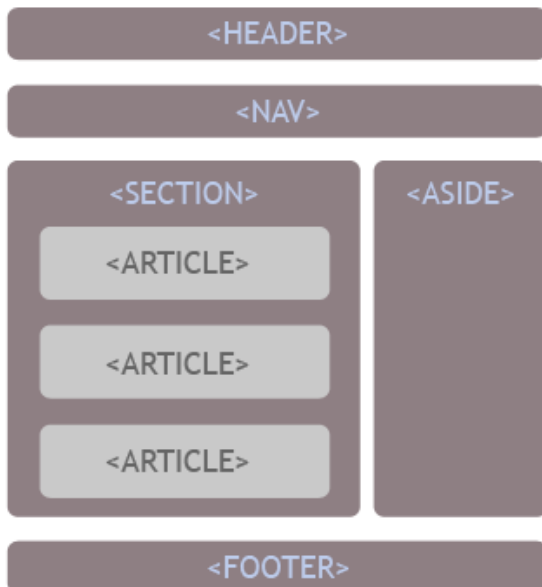 <HEADER>
<NAV>
<SECTION>
<ARTICLE>
<ARTICLE>
<ARTICLE>
<ASIDE>
<FOOTER>